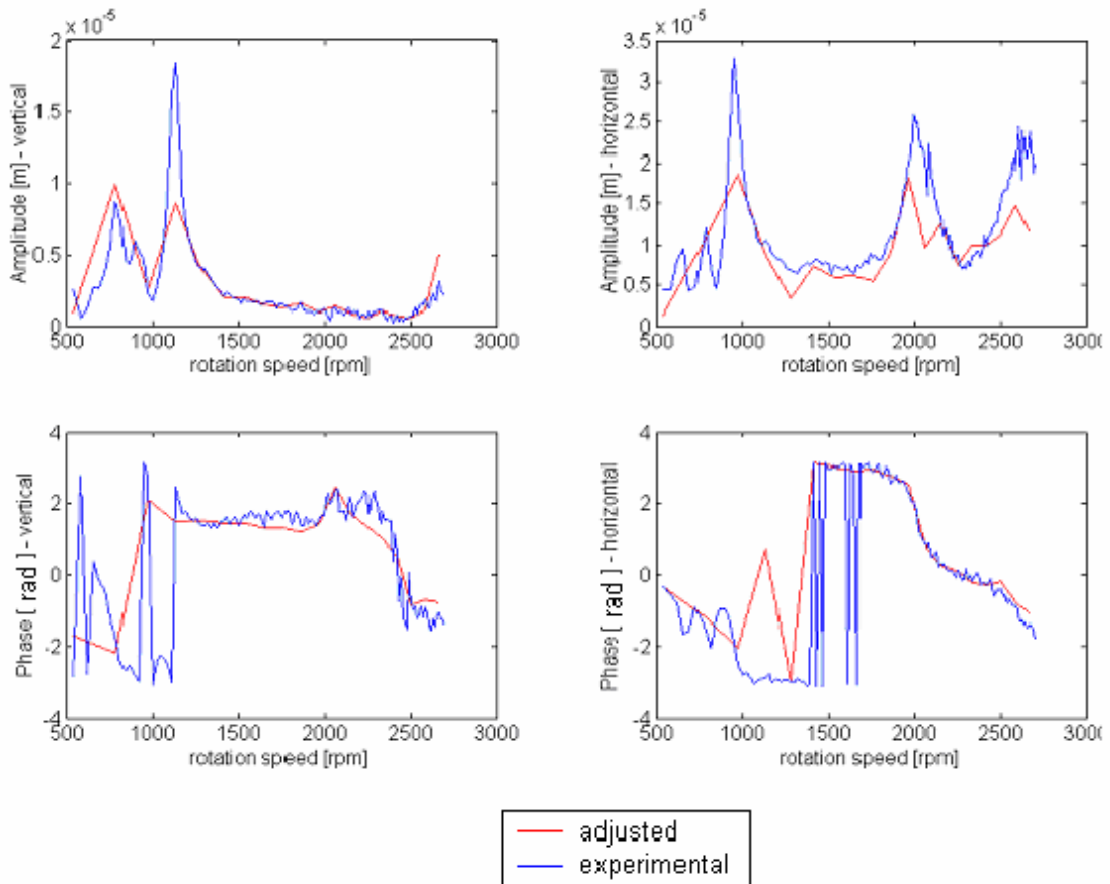 x 10⁻⁵
2
1.5
1
0.5
0
500 1000 1500 2000 2500 3000
rotation speed [rpm]
Amplitude [m] - vertical
x 10⁻⁵
3.5
3
2.5
2
1.5
1
0.5
0
500 1000 1500 2000 2500 3000
rotation speed [rpm]
Amplitude [m] - horizontal
4
2
0
-2
-4
500 1000 1500 2000 2500 3000
rotation speed [rpm]
Phase [ rad ] - vertical
4
2
0
-2
-4
500 1000 1500 2000 2500 3000
rotation speed [rpm]
Phase [ rad ] - horizontal
adjusted
experimental